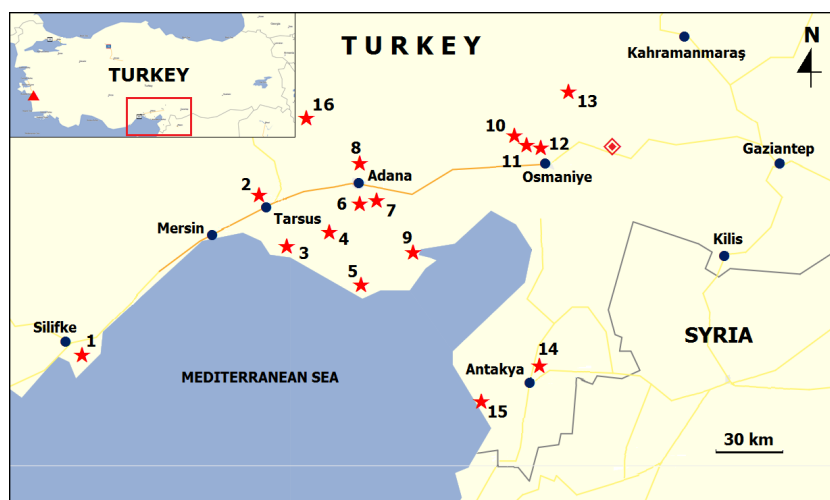 TURKEY
N
Kahramanmaraş
TURKEY
13
16
10
8
12
11
Gaziantep
Osmaniye
Adana
2
6
7
Tarsus
Mersin
4
3
9
Kilis
5
Silifke
1
SYRIA
14
Antakya
MEDITERRANEAN SEA
15
30 km